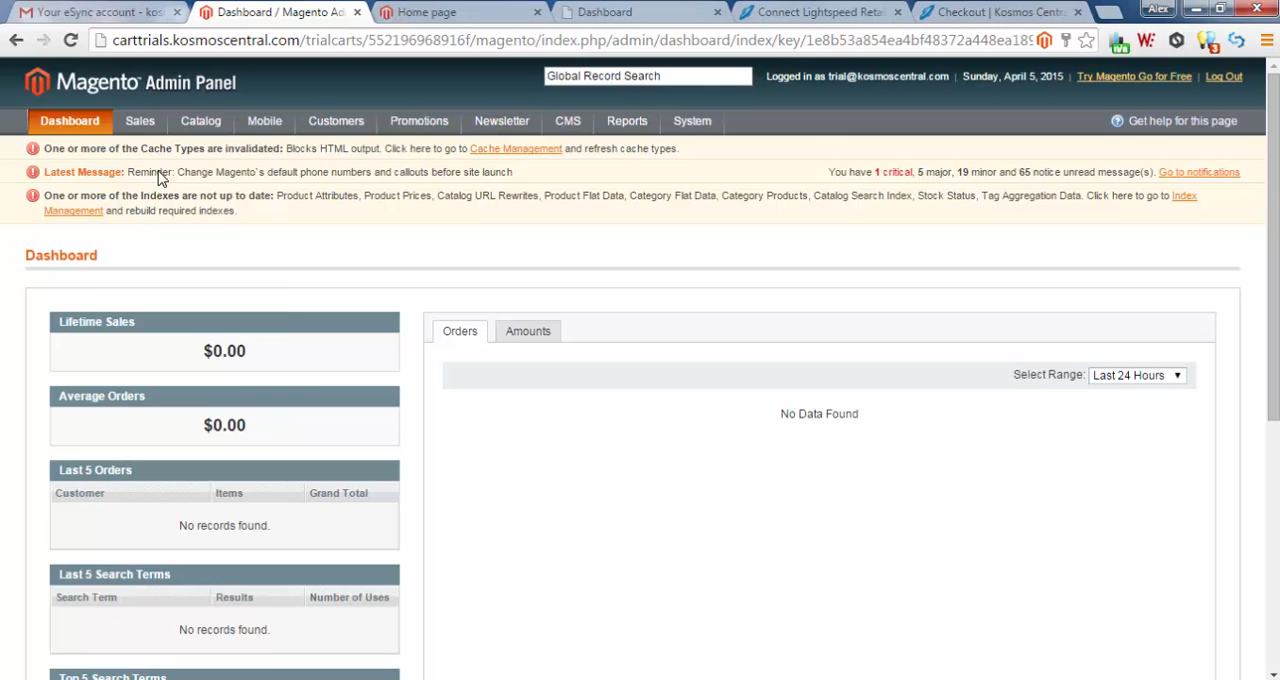 Your eSync account - kos
Dashboard / Magento Ad
Home page
Dashboard
Connect Lightspeed Retai
Checkout | Kosmos Centr
Alex
carttrials.kosmoscentral.com/trialcarts/552196968916f/magento/index.php/admin/dashboard/index/key/1e8b53a854ea4bf48372a448ea189
Magento Admin Panel
Global Record Search
Logged in as trial@kosmoscentral.com | Sunday, April 5, 2015 | Try Magento Go for Free | Log Out
Dashboard Sales Catalog Mobile Customers Promotions Newsletter CMS Reports System Get help for this page
One or more of the Cache Types are invalidated: Blocks HTML output. Click here to go to Cache Management and refresh cache types.
Latest Message: Reminder: Change Magento`s default phone numbers and callouts before site launch
You have 1 critical, 5 major, 19 minor and 65 notice unread message(s). Go to notifications
One or more of the Indexes are not up to date: Product Attributes, Product Prices, Catalog URL Rewrites, Product Flat Data, Category Flat Data, Category Products, Catalog Search Index, Stock Status, Tag Aggregation Data. Click here to go to Index
Management and rebuild required indexes.
Dashboard
Lifetime Sales
$0.00
Average Orders
$0.00
Last 5 Orders
Customer Items Grand Total
No records found.
Last 5 Search Terms
Search Term Results Number of Uses
No records found.
Top 5 Search Terms
Orders Amounts
Select Range: Last 24 Hours
No Data Found